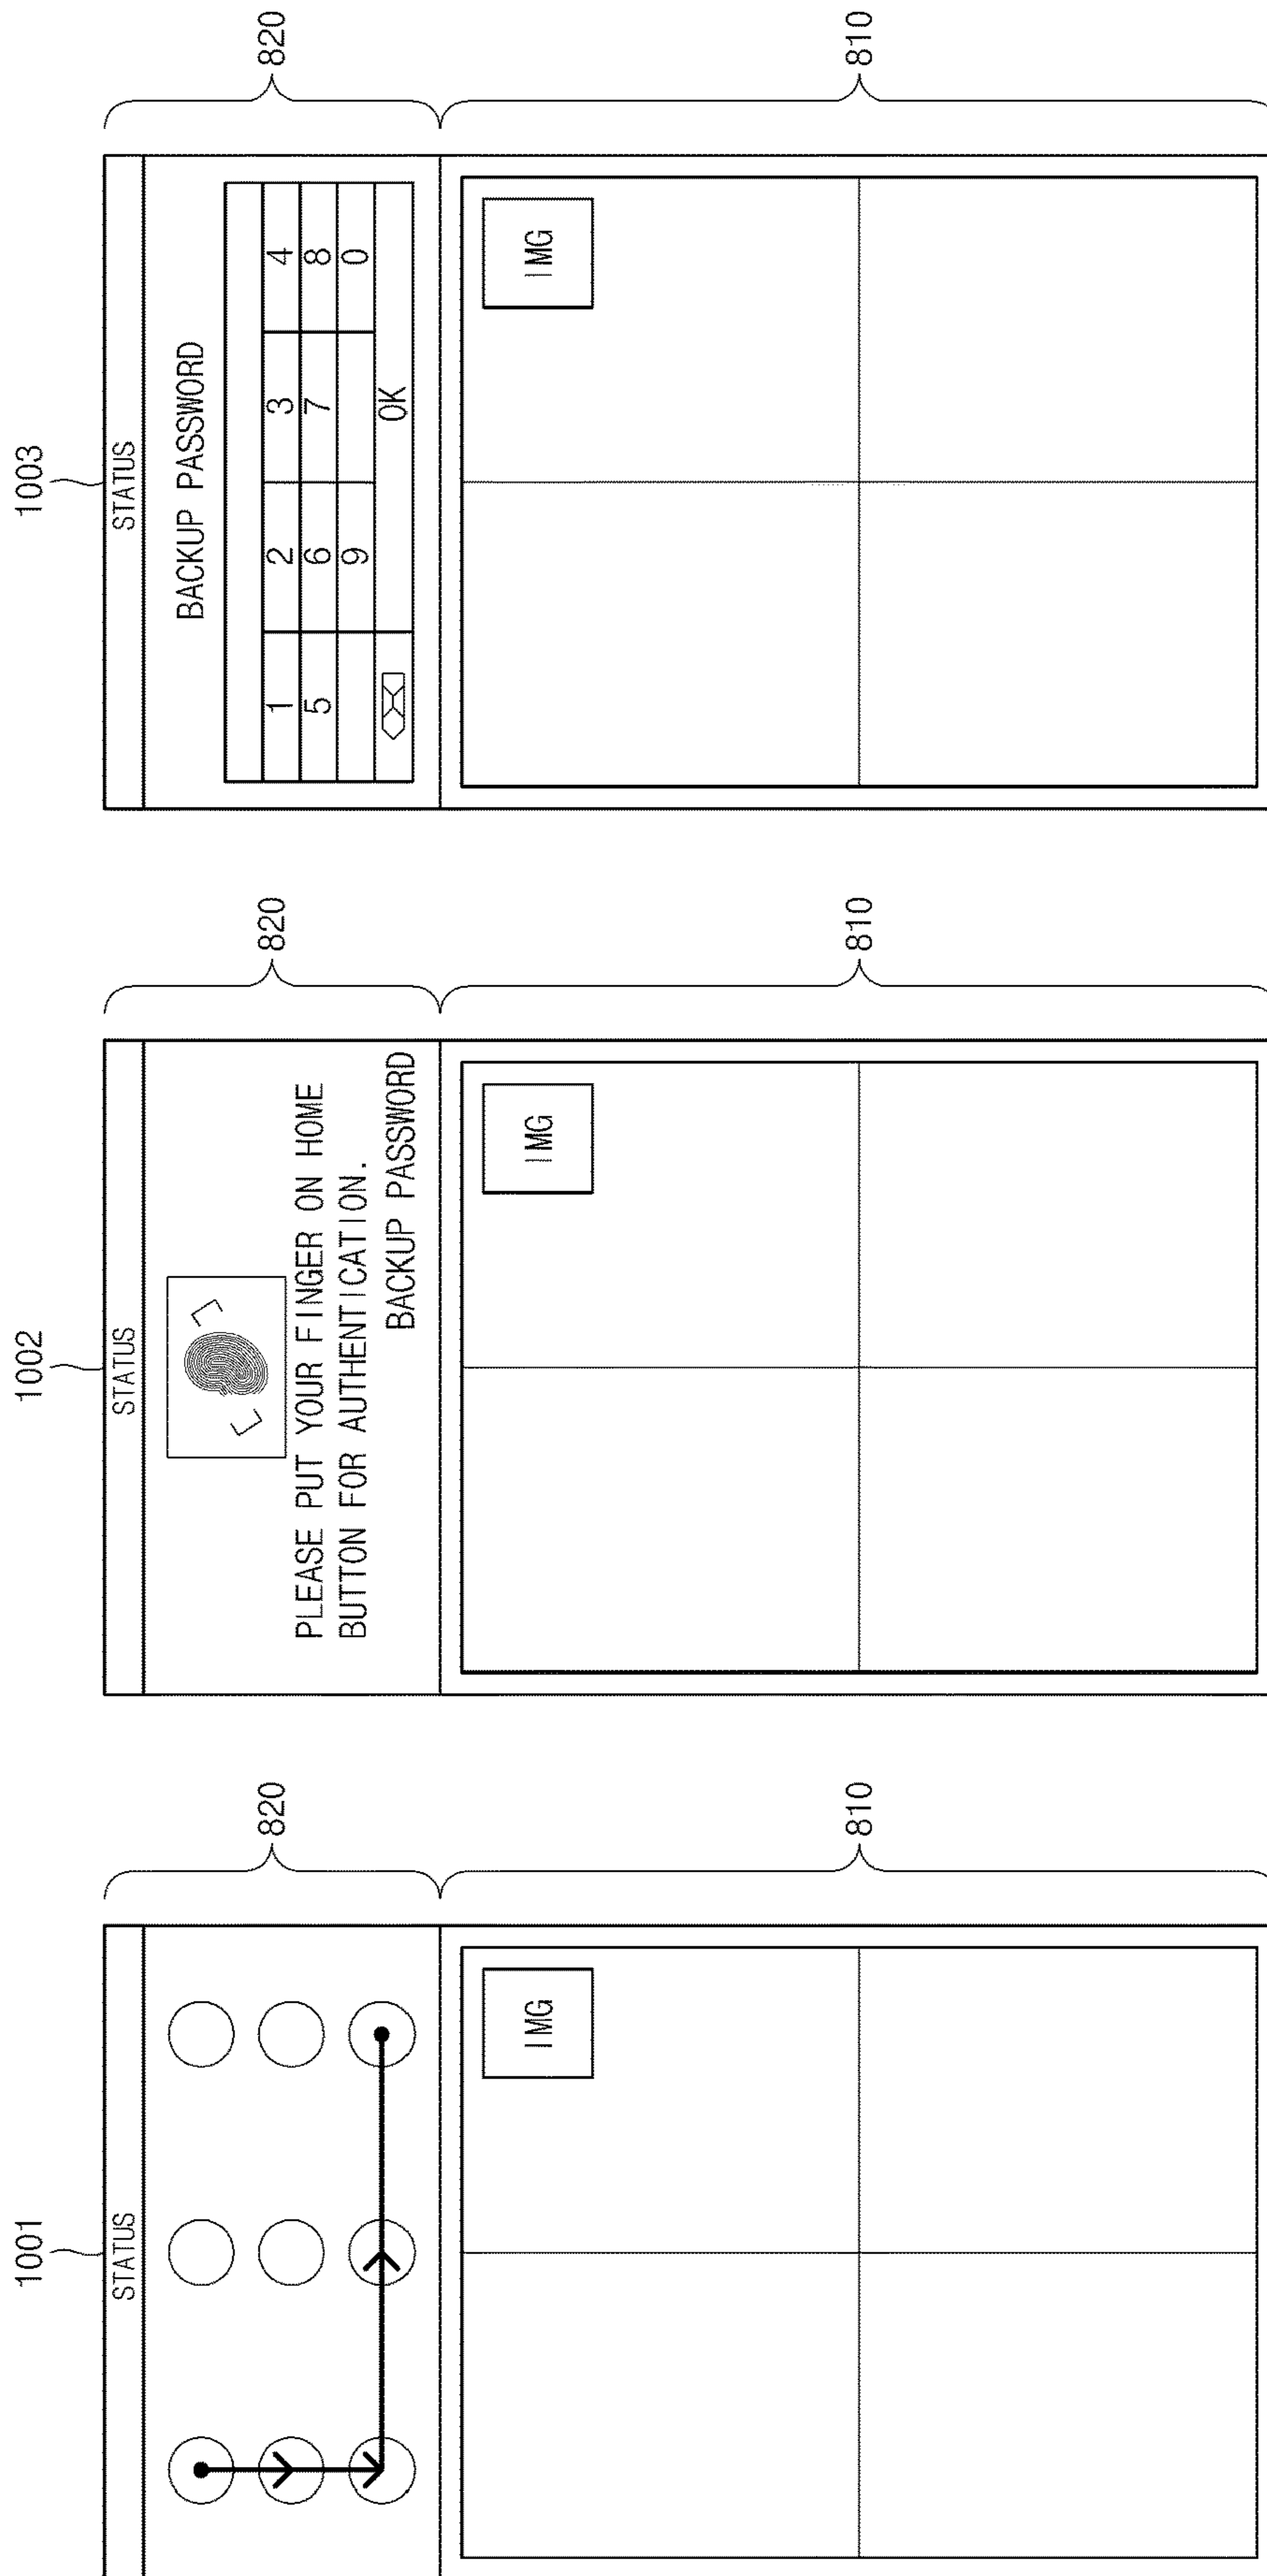 1001
STATUS
820
IMG
810
1002
STATUS
PLEASE PUT YOUR FINGER ON HOME
BUTTON FOR AUTHENTICATION.
BACKUP PASSWORD
820
IMG
810
1003
STATUS
BACKUP PASSWORD
1 2 3 4
5 6 7 8
9 0
OK
820
IMG
810